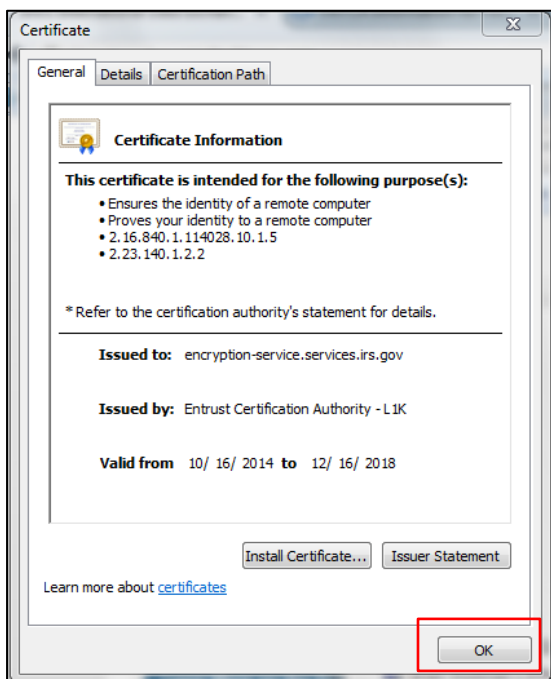 Certificate
General Details Certification Path
Certificate Information
This certificate is intended for the following purpose(s):
• Ensures the identity of a remote computer
• Proves your identity to a remote computer
• 2.16.840.1.114028.10.1.5
• 2.23.140.1.2.2
* Refer to the certification authority's statement for details.
Issued to: encryption-service.services.irs.gov
Issued by: Entrust Certification Authority - L1K
Valid from 10/ 16/ 2014 to 12/ 16/ 2018
Install Certificate... Issuer Statement
Learn more about certificates
OK